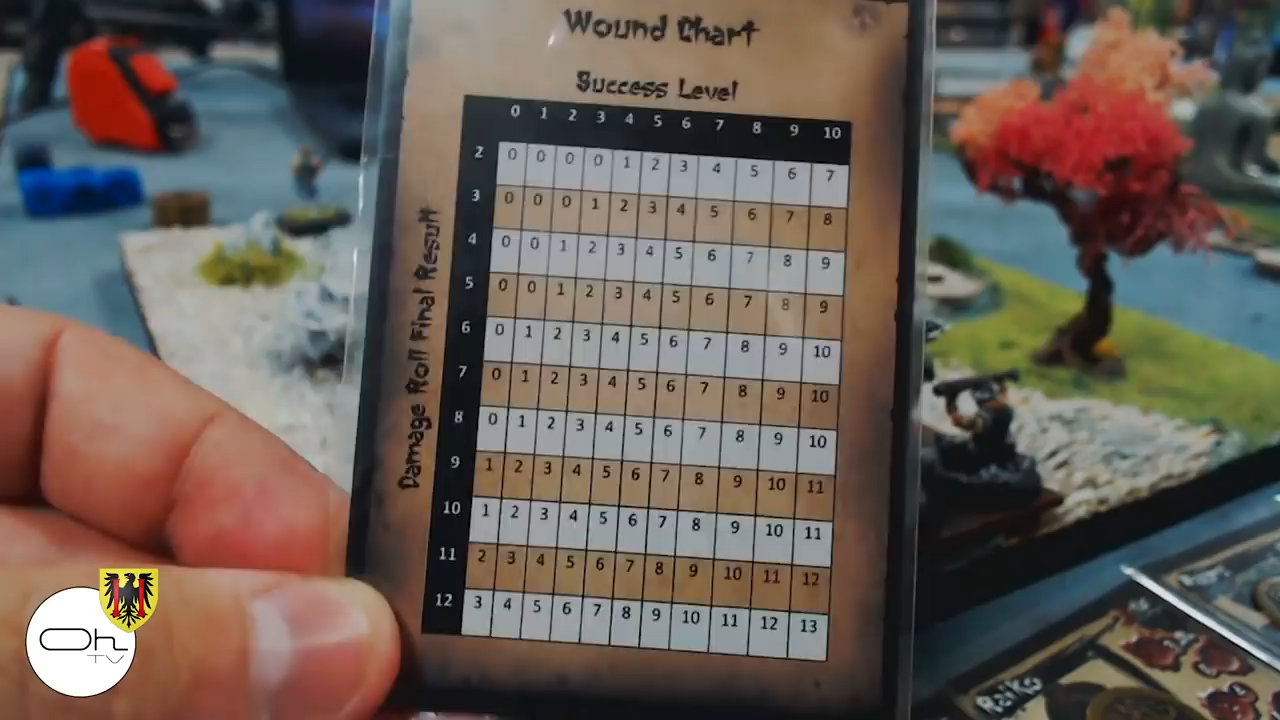 Wound Chart
Success Level
0 1 2 3 4 5 6 7 8 9 10
Damage Roll Final Result
2 0 0 0 0 1 2 3 4 5 6 7
3 0 0 0 1 2 3 4 5 6 7 8
4 0 0 1 2 3 4 5 6 7 8 9
5 0 0 1 2 3 4 5 6 7 8 9
6 0 1 2 3 4 5 6 7 8 9 10
7 0 1 2 3 4 5 6 7 8 9 10
8 0 1 2 3 4 5 6 7 8 9 10
9 1 2 3 4 5 6 7 8 9 10 11
10 1 2 3 4 5 6 7 8 9 10 11
11 2 3 4 5 6 7 8 9 10 11 12
12 3 4 5 6 7 8 9 10 11 12 13
Oh
TV
Reiko